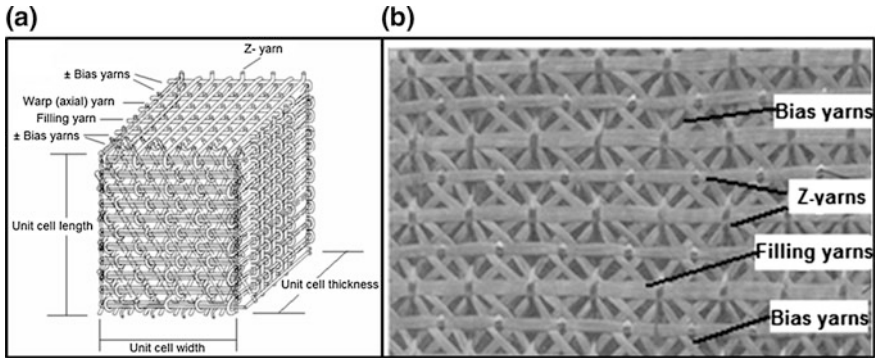 (a)
Z- yarn
± Bias yarns
Warp (axial) yarn
Filling yarn
± Bias yarns
Unit cell length
Unit cell thickness
Unit cell width
(b)
Bias yarns
Z-yarns
Filling yarns
Bias yarns